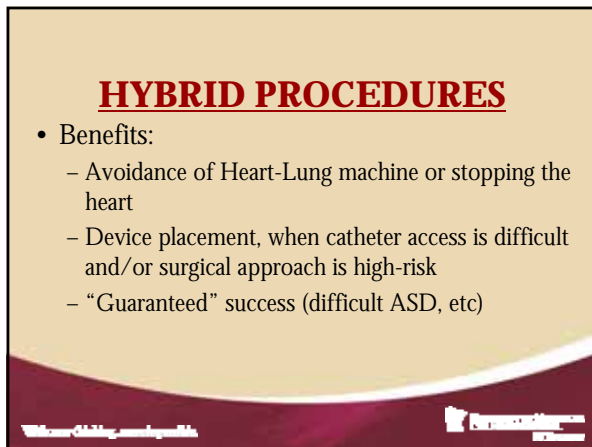 HYBRID PROCEDURES
• Benefits:
– Avoidance of Heart-Lung machine or stopping the
heart
– Device placement, when catheter access is difficult
and/or surgical approach is high-risk
– “Guaranteed” success (difficult ASD, etc)